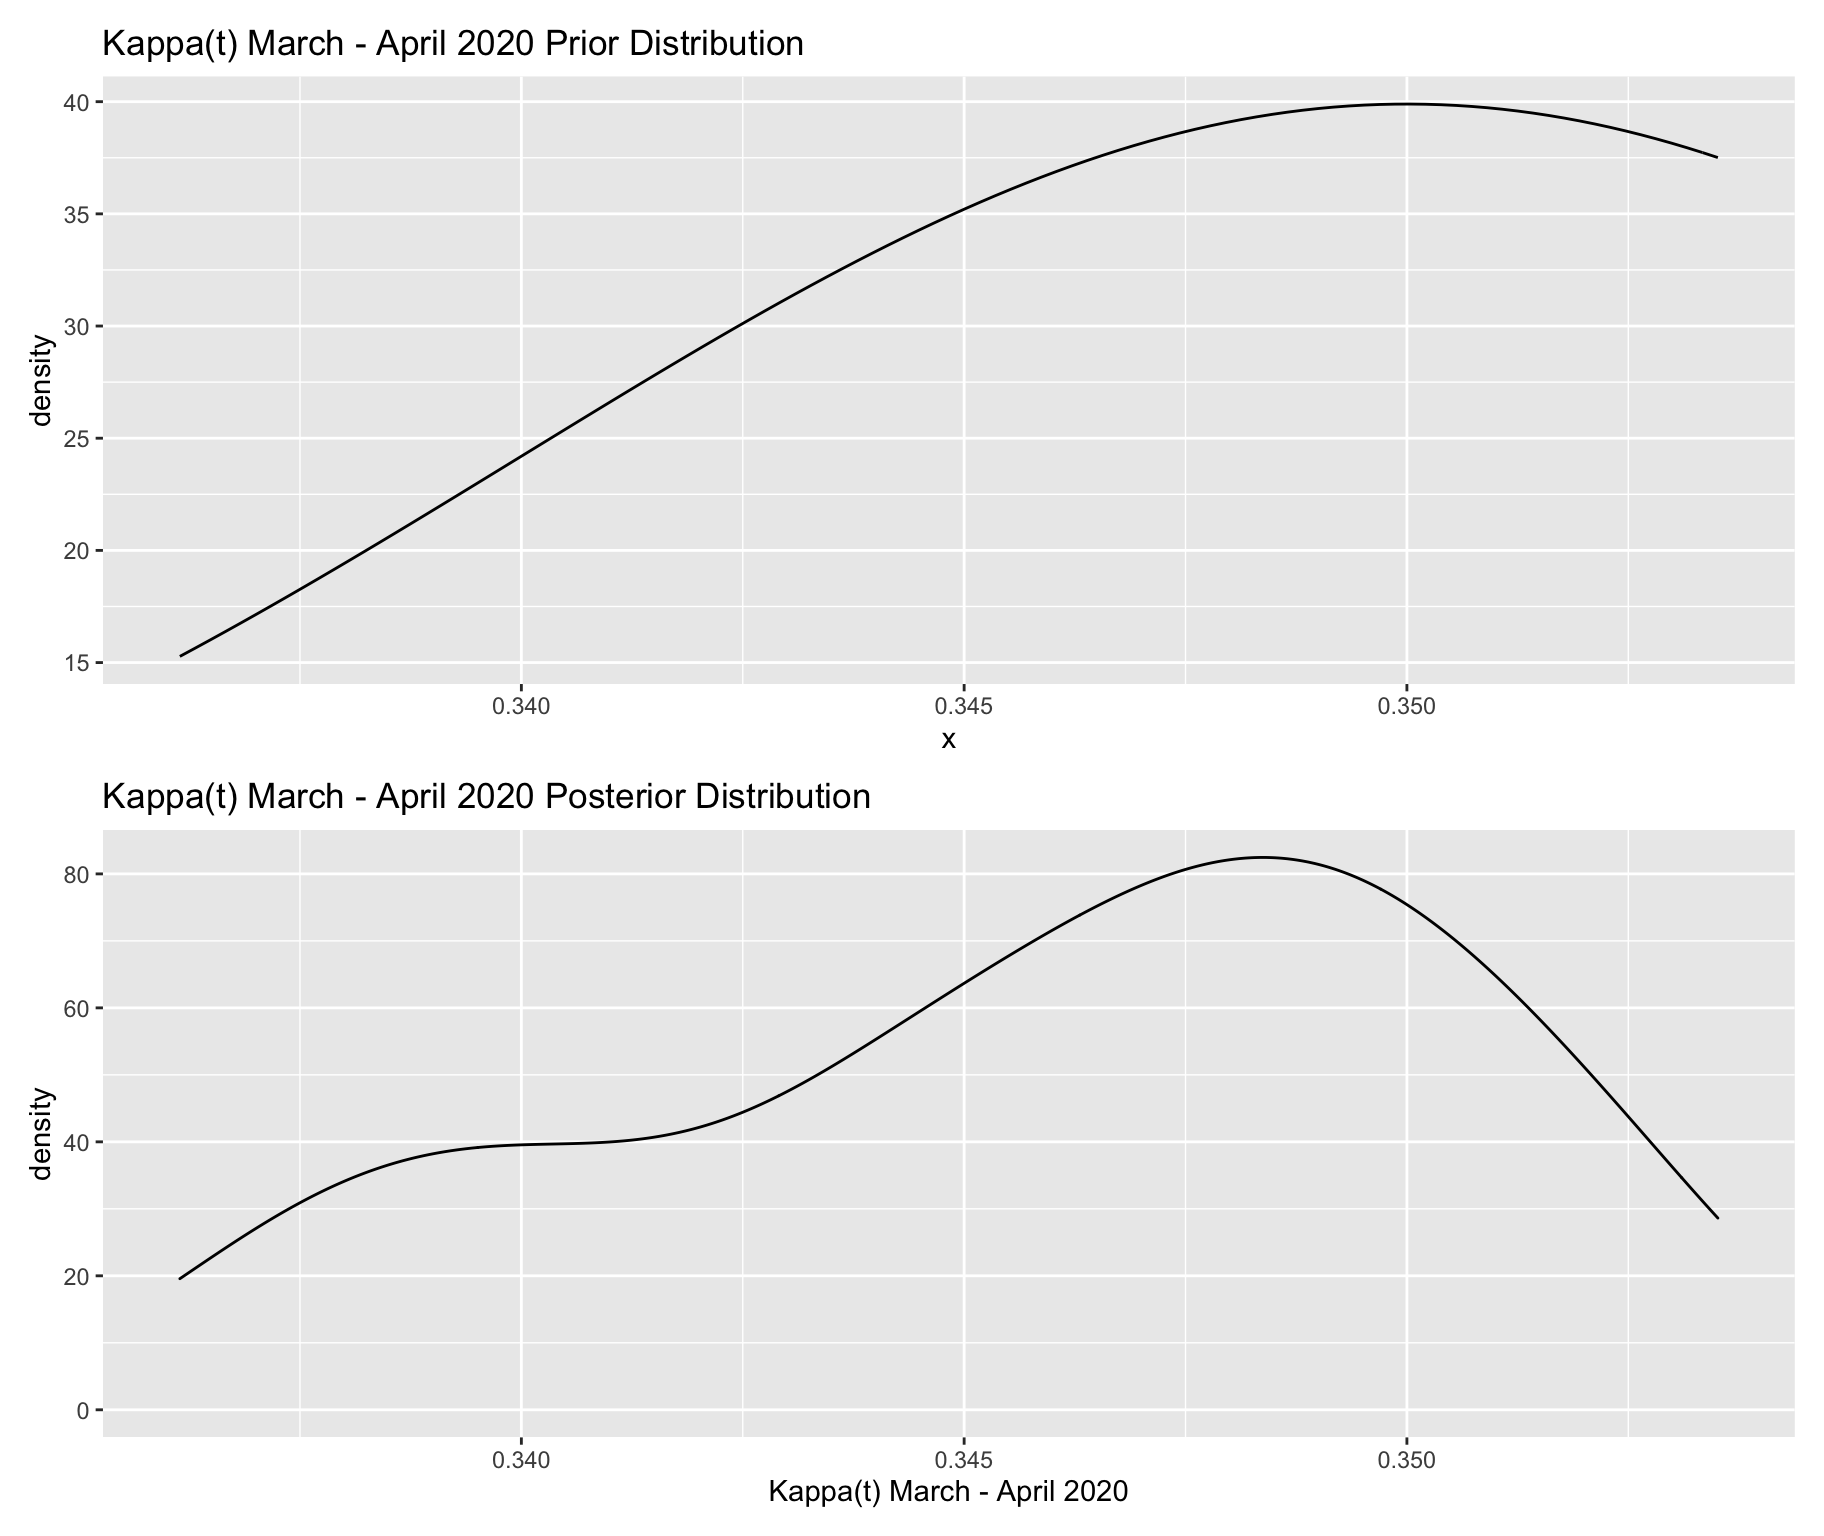 Kappa(t) March - April 2020 Prior Distribution
40
35
30
25
20
15
density
0.340 0.345 0.350
x
Kappa(t) March - April 2020 Posterior Distribution
80
60
40
20
0
density
0.340 0.345 0.350
Kappa(t) March - April 2020